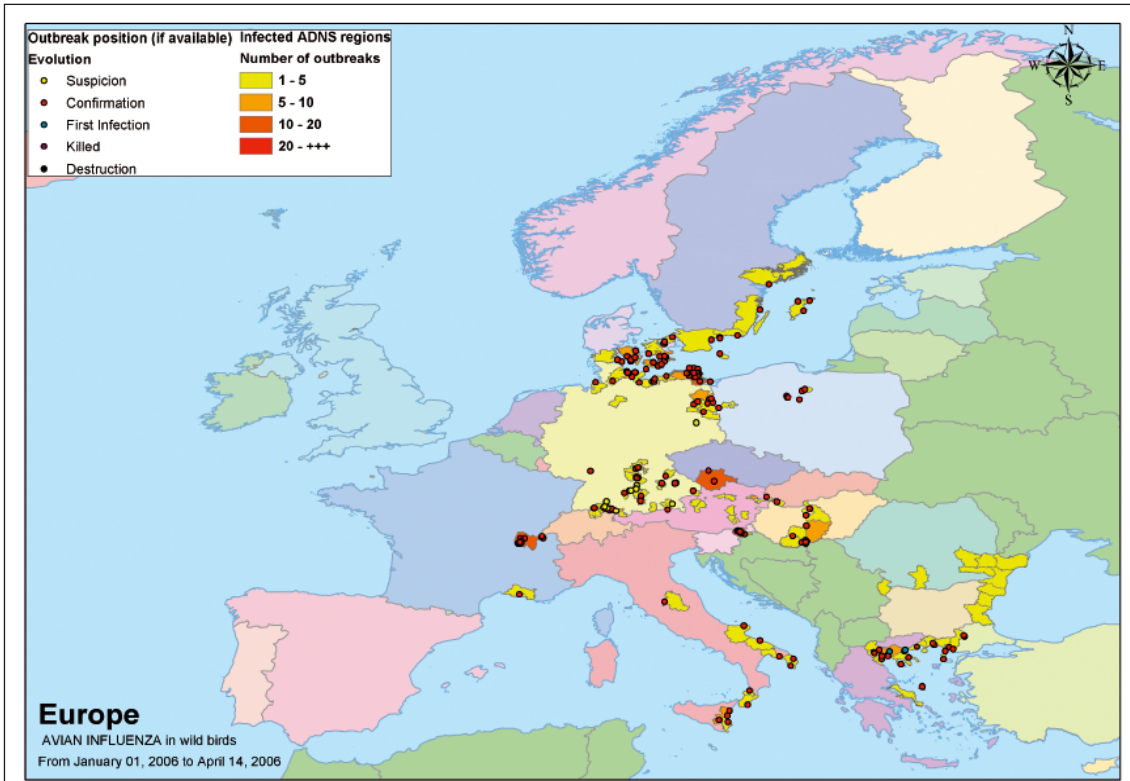 Outbreak position (if available) Infected ADNS regions
Evolution Number of outbreaks
Suspicion 1 - 5
Confirmation 5 - 10
First Infection 10 - 20
Killed 20 - +++
Destruction
N
W E
S
Europe
AVIAN INFLUENZA in wild birds
From January 01, 2006 to April 14, 2006